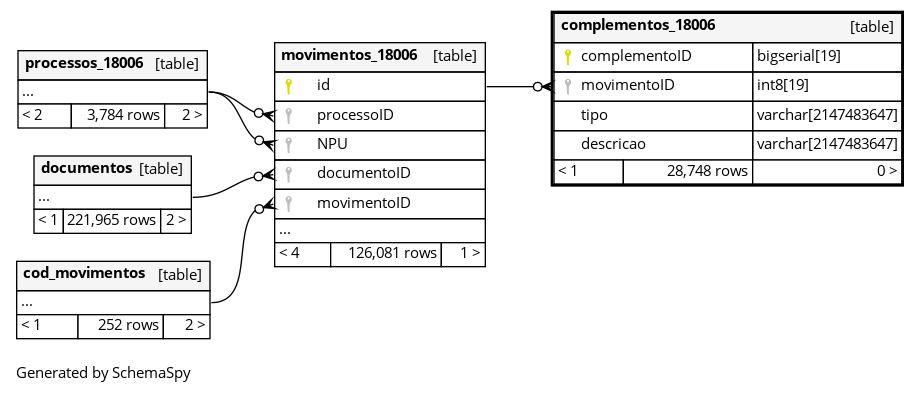 processos_18006 [table]
...
< 2 3,784 rows 2 >
documentos [table]
...
< 1 221,965 rows 2 >
cod_movimentos [table]
...
< 1 252 rows 2 >
movimentos_18006 [table]
id
processoID
NPU
documentoID
movimentoID
...
< 4 126,081 rows 1 >
complementos_18006 [table]
complementoID bigserial[19]
movimentoID int8[19]
tipo varchar[2147483647]
descricao varchar[2147483647]
< 1 28,748 rows 0 >
Generated by SchemaSpy